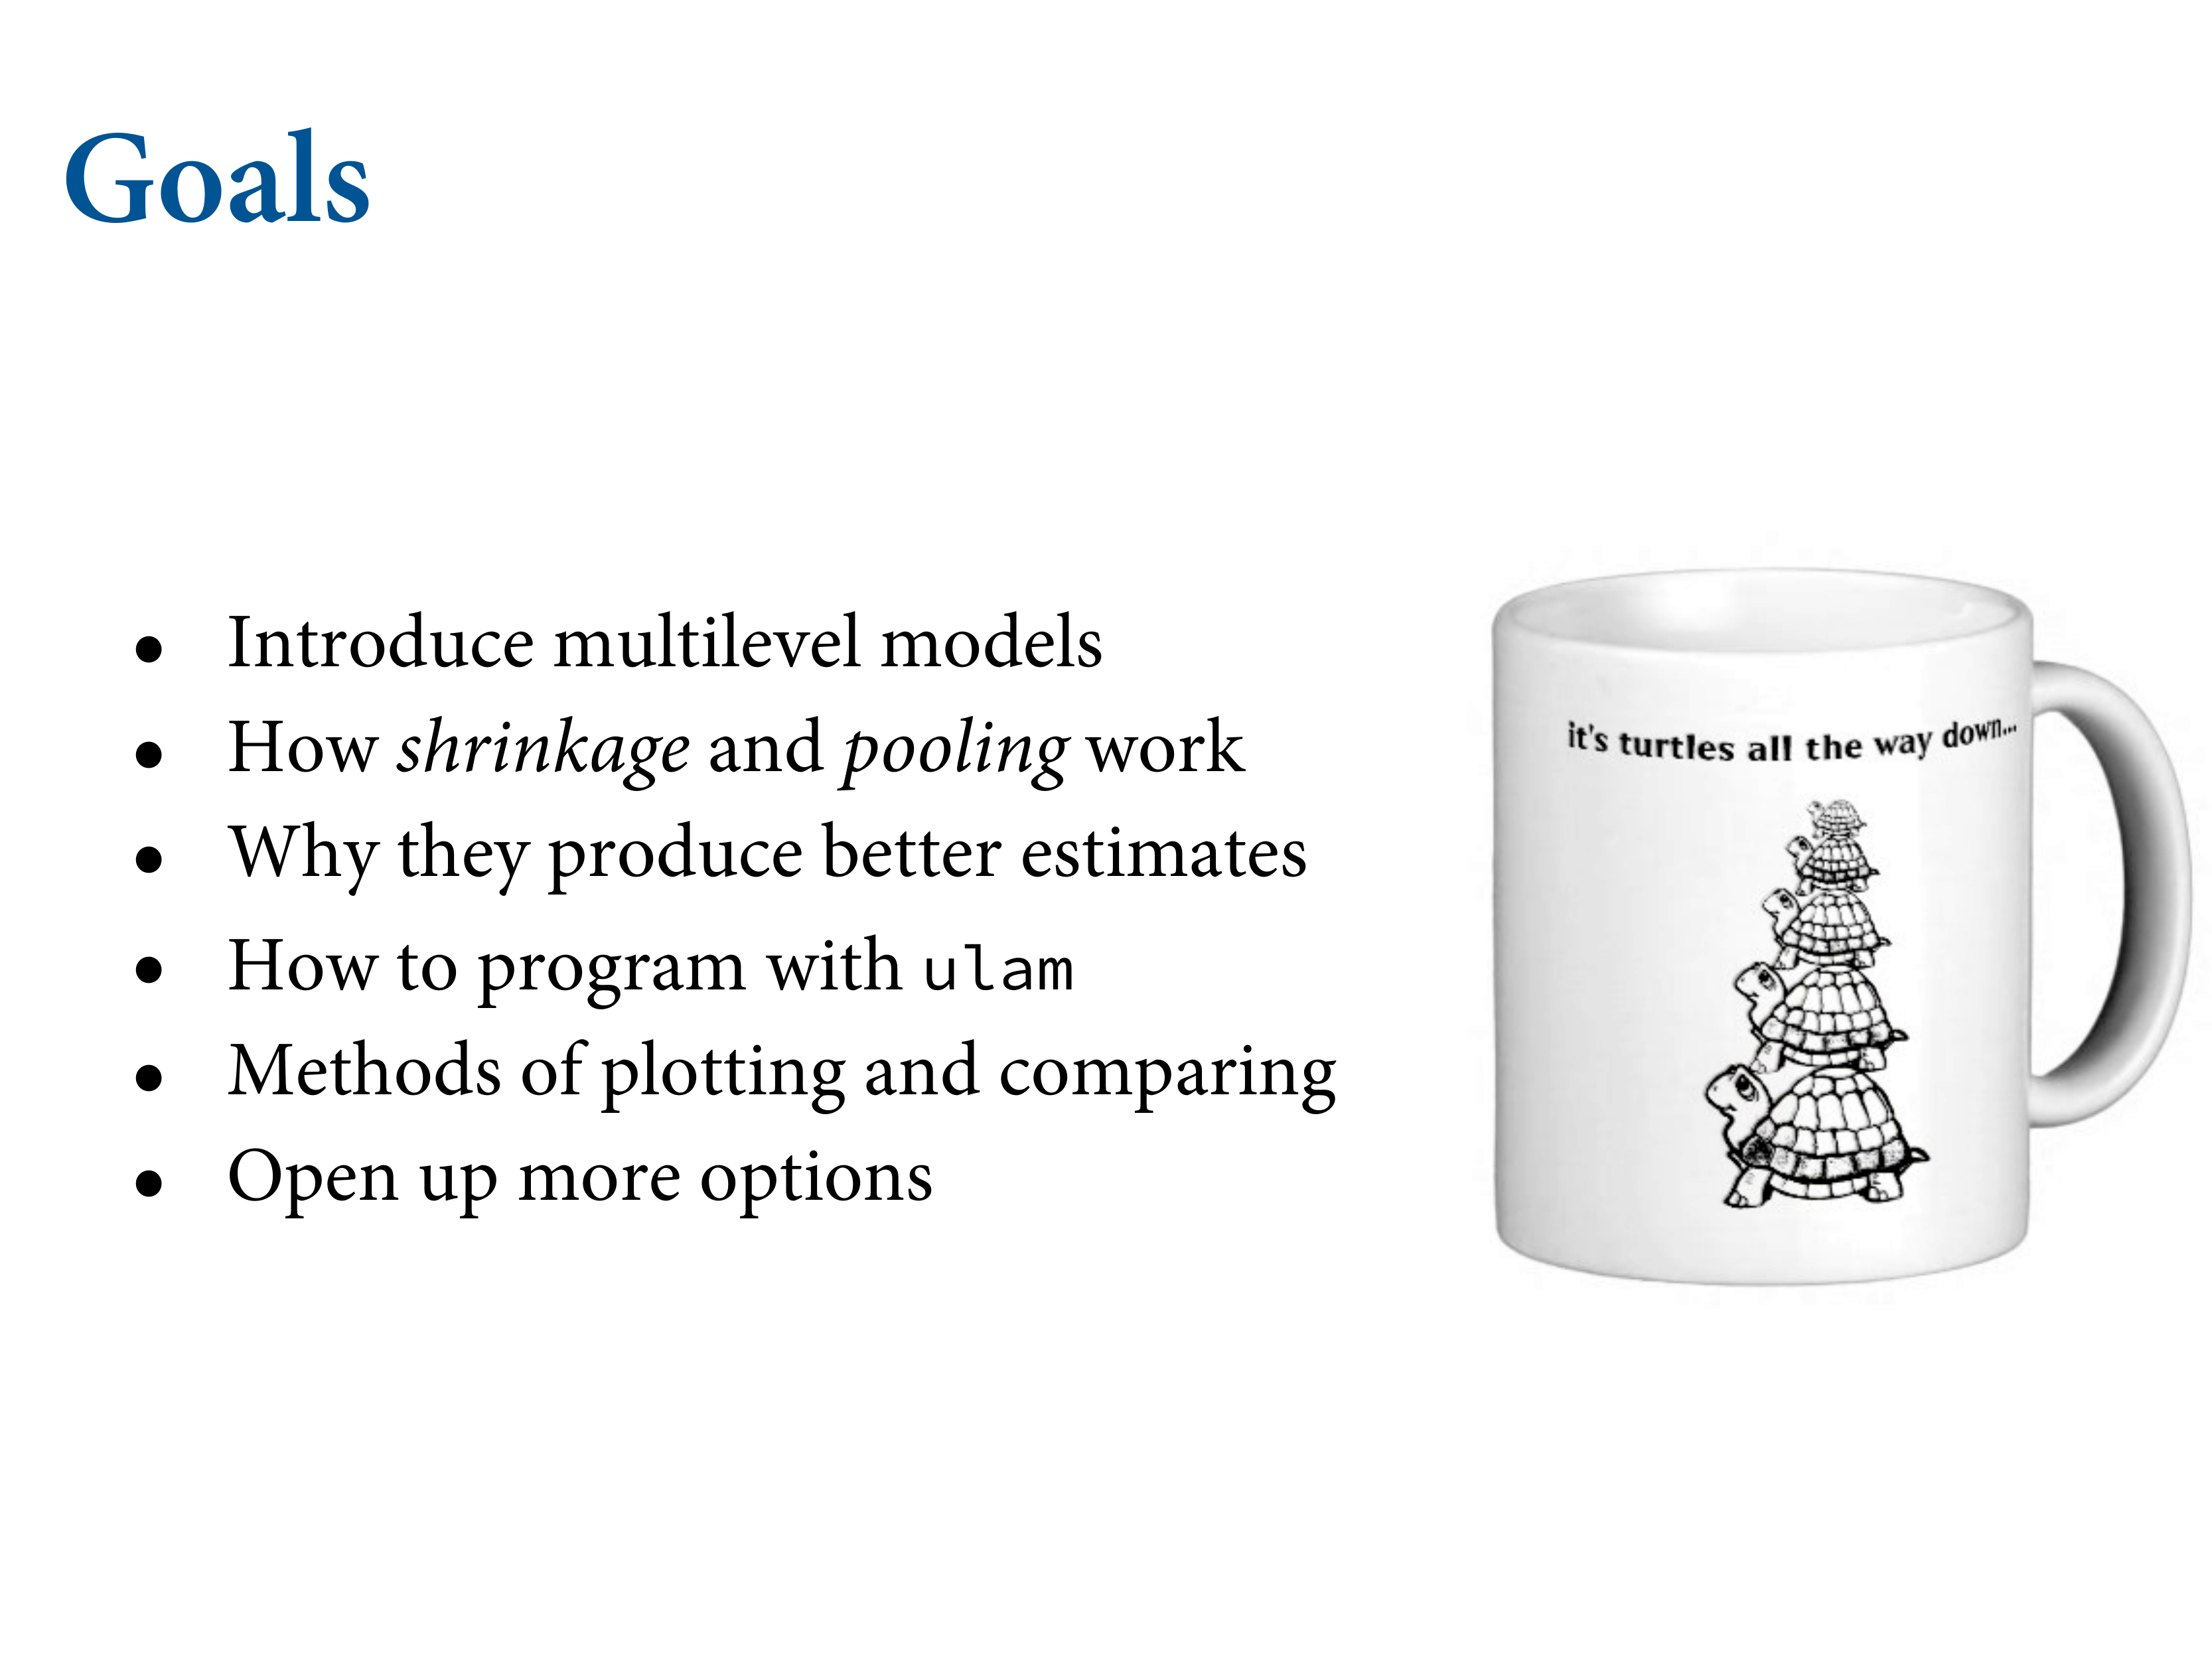 Goals
• Introduce multilevel models
• How shrinkage and pooling work
• Why they produce better estimates
• How to program with ulam
• Methods of plotting and comparing
• Open up more options
it's turtles all the way down...